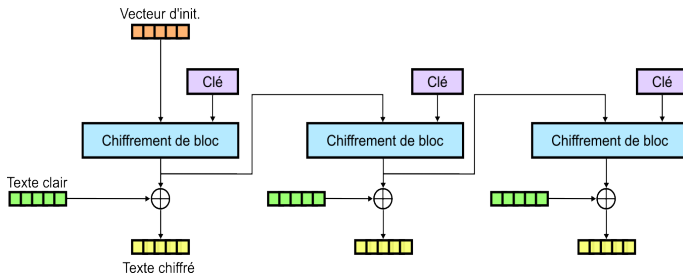 Vecteur d'init.
Clé
Clé
Clé
Chiffrement de bloc
Chiffrement de bloc
Chiffrement de bloc
Texte clair
Texte chiffré